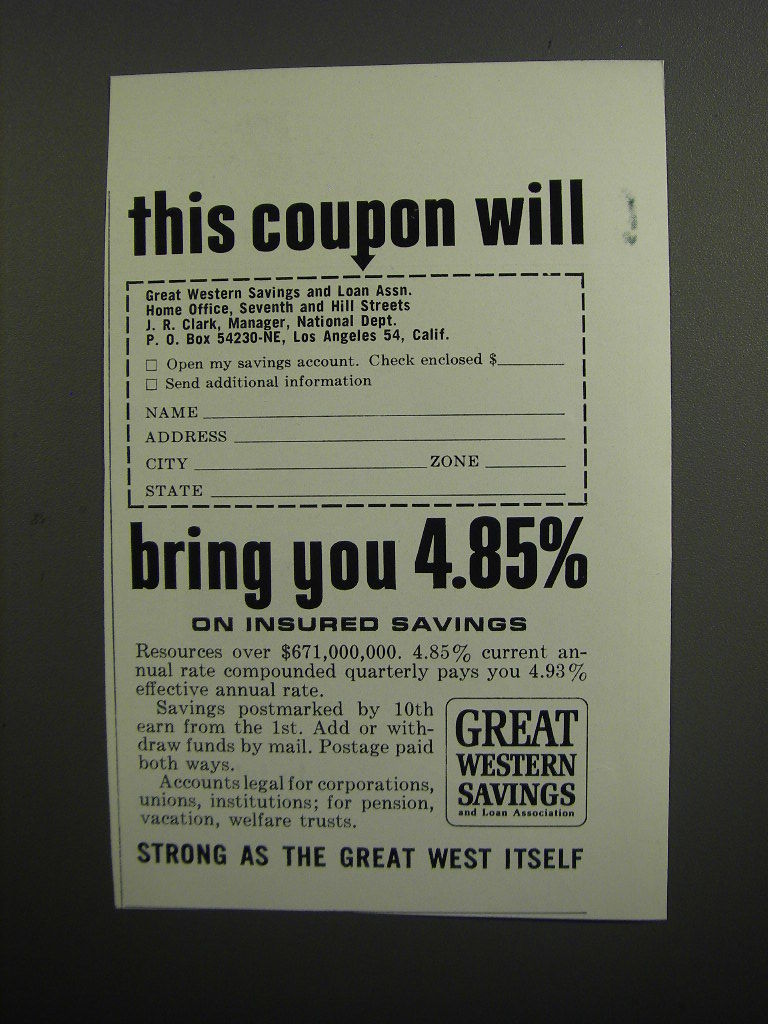 this coupon will
Great Western Savings and Loan Assn.
Home Office, Seventh and Hill Streets
J. R. Clark, Manager, National Dept.
P. O. Box 54230-NE, Los Angeles 54, Calif.
□ Open my savings account. Check enclosed $______
□ Send additional information
NAME
ADDRESS
CITY ZONE
STATE
bring you 4.85%
ON INSURED SAVINGS
Resources over $671,000,000. 4.85% current an-
nual rate compounded quarterly pays you 4.93%
effective annual rate.
Savings postmarked by 10th
earn from the 1st. Add or with-
draw funds by mail. Postage paid
both ways.
Accounts legal for corporations,
unions, institutions; for pension,
vacation, welfare trusts.
GREAT
WESTERN
SAVINGS
and Loan Association
STRONG AS THE GREAT WEST ITSELF